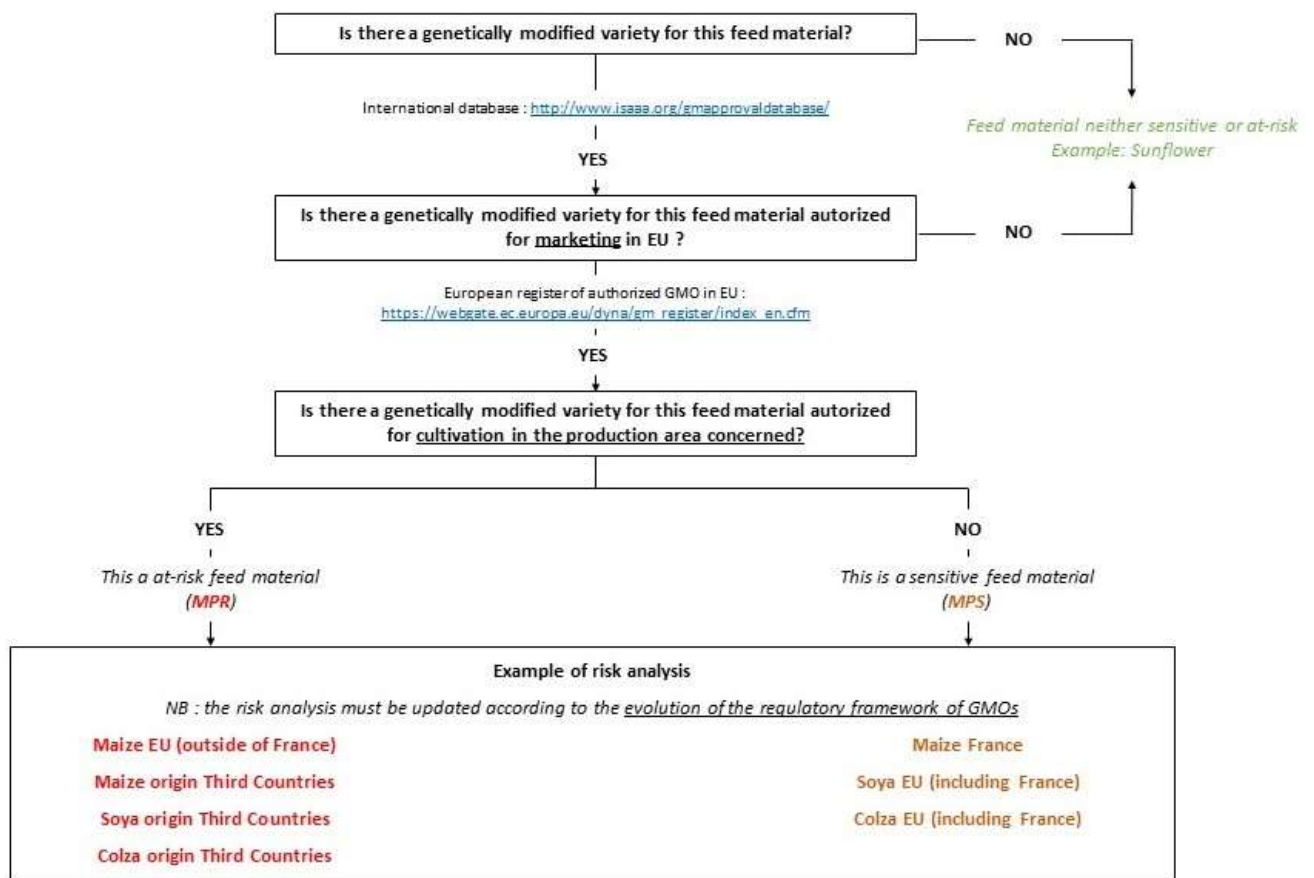 Is there a genetically modified variety for this feed material?
NO
International database : http://www.isaaa.org/gmapprovaldatabase/
Feed material neither sensitive or at-risk
Example: Sunflower
YES
Is there a genetically modified variety for this feed material autorized
for marketing in EU ?
NO
European register of authorized GMO in EU :
https://webgate.ec.europa.eu/dyna/gm_register/index_en.cfm
YES
Is there a genetically modified variety for this feed material autorized
for cultivation in the production area concerned?
YES
NO
This a at-risk feed material
(MPR)
This is a sensitive feed material
(MPS)
Example of risk analysis
NB : the risk analysis must be updated according to the evolution of the regulatory framework of GMOs
Maize EU (outside of France)
Maize France
Maize origin Third Countries
Soya EU (including France)
Soya origin Third Countries
Colza EU (including France)
Colza origin Third Countries